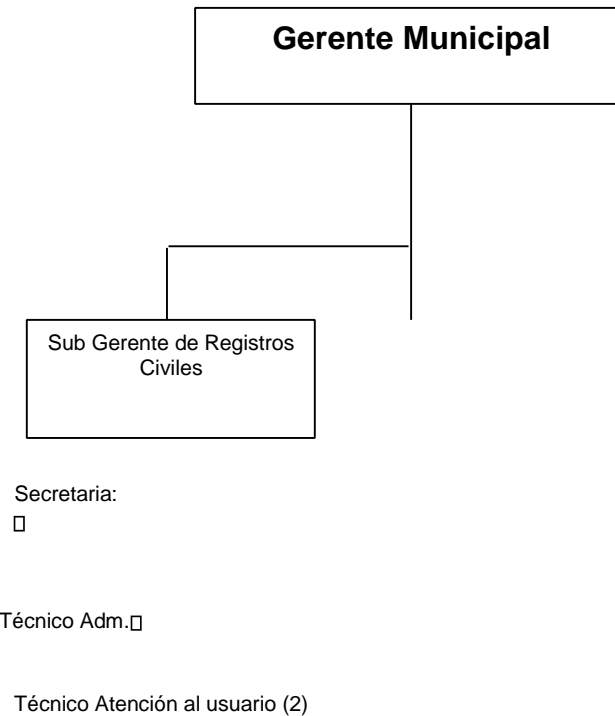 Gerente Municipal
Sub Gerente de Registros
Civiles
Secretaria:

Técnico Adm.
Técnico Atención al usuario (2)